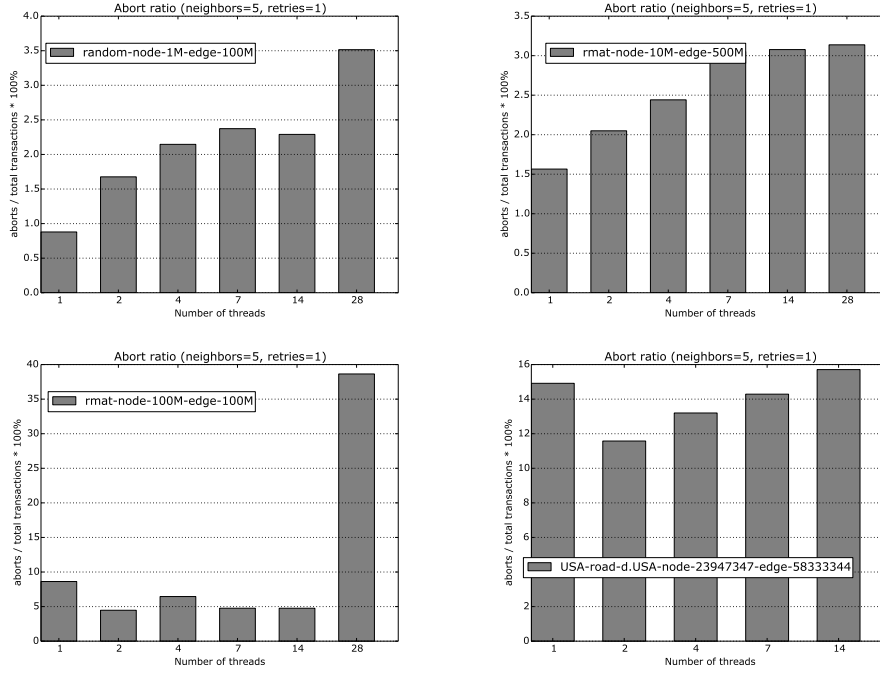 Abort ratio (neighbors=5, retries=1)
4.0
3.5
3.0
2.5
2.0
1.5
1.0
0.5
0.0
aborts / total transactions * 100%
random-node-1M-edge-100M
1 2 4 7 14 28
Number of threads
Abort ratio (neighbors=5, retries=1)
3.5
3.0
2.5
2.0
1.5
1.0
0.5
0.0
aborts / total transactions * 100%
rmat-node-10M-edge-500M
1 2 4 7 14 28
Number of threads
Abort ratio (neighbors=5, retries=1)
40
35
30
25
20
15
10
5
0
aborts / total transactions * 100%
rmat-node-100M-edge-100M
1 2 4 7 14 28
Number of threads
Abort ratio (neighbors=5, retries=1)
16
14
12
10
8
6
4
2
0
aborts / total transactions * 100%
USA-road-d.USA-node-23947347-edge-58333344
1 2 4 7 14
Number of threads